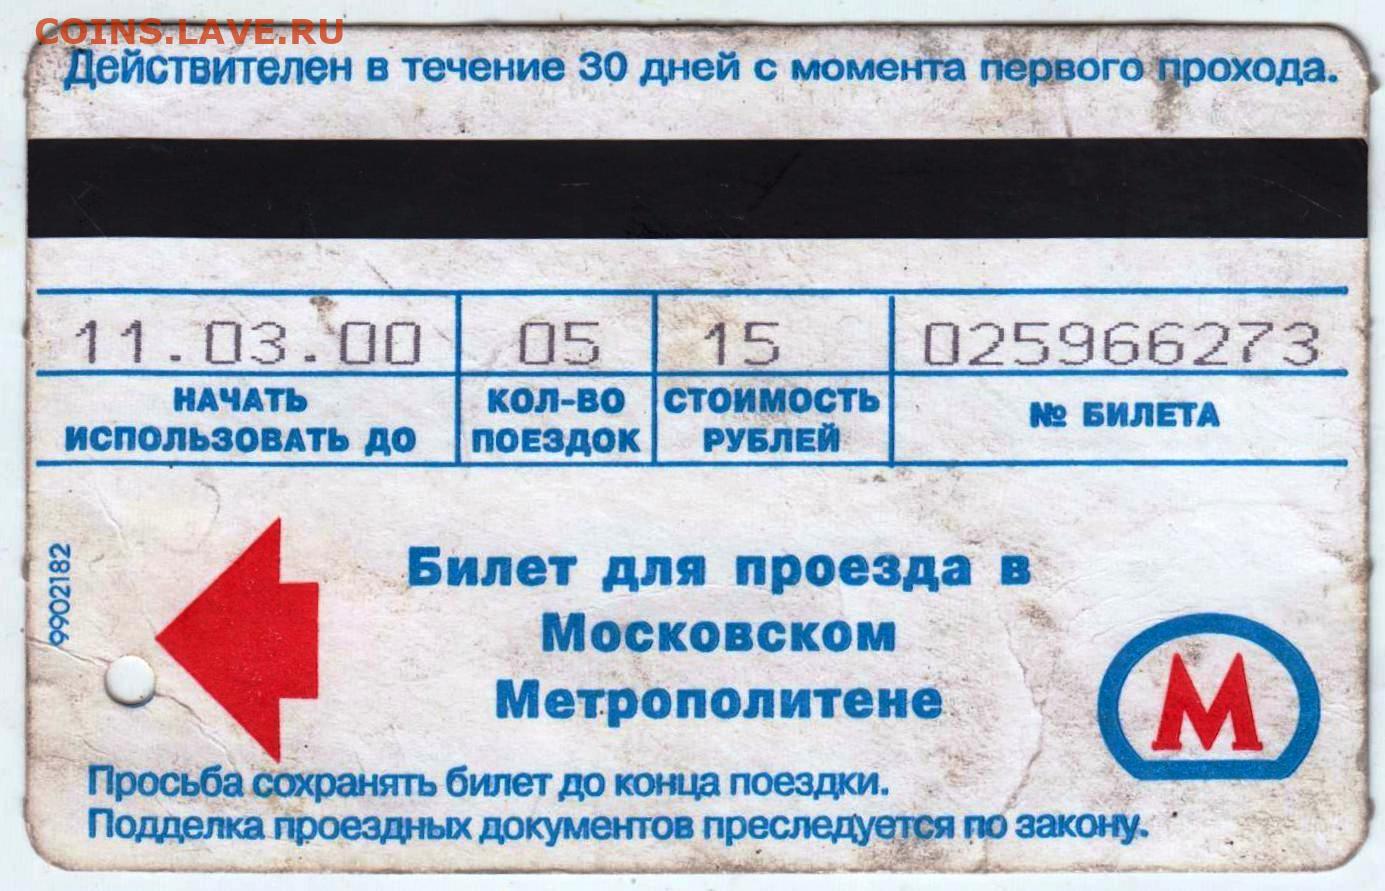 COINS.LAVE.RU
Действителен в течение 30 дней с момента первого прохода.
11.03.00 05 15 025966273
НАЧАТЬ ИСПОЛЬЗОВАТЬ ДО
КОЛ-ВО ПОЕЗДОК
СТОИМОСТЬ РУБЛЕЙ
№ БИЛЕТА
9902182
Билет для проезда в
Московском
Метрополитене
М
Просьба сохранять билет до конца поездки.
Подделка проездных документов преследуется по закону.